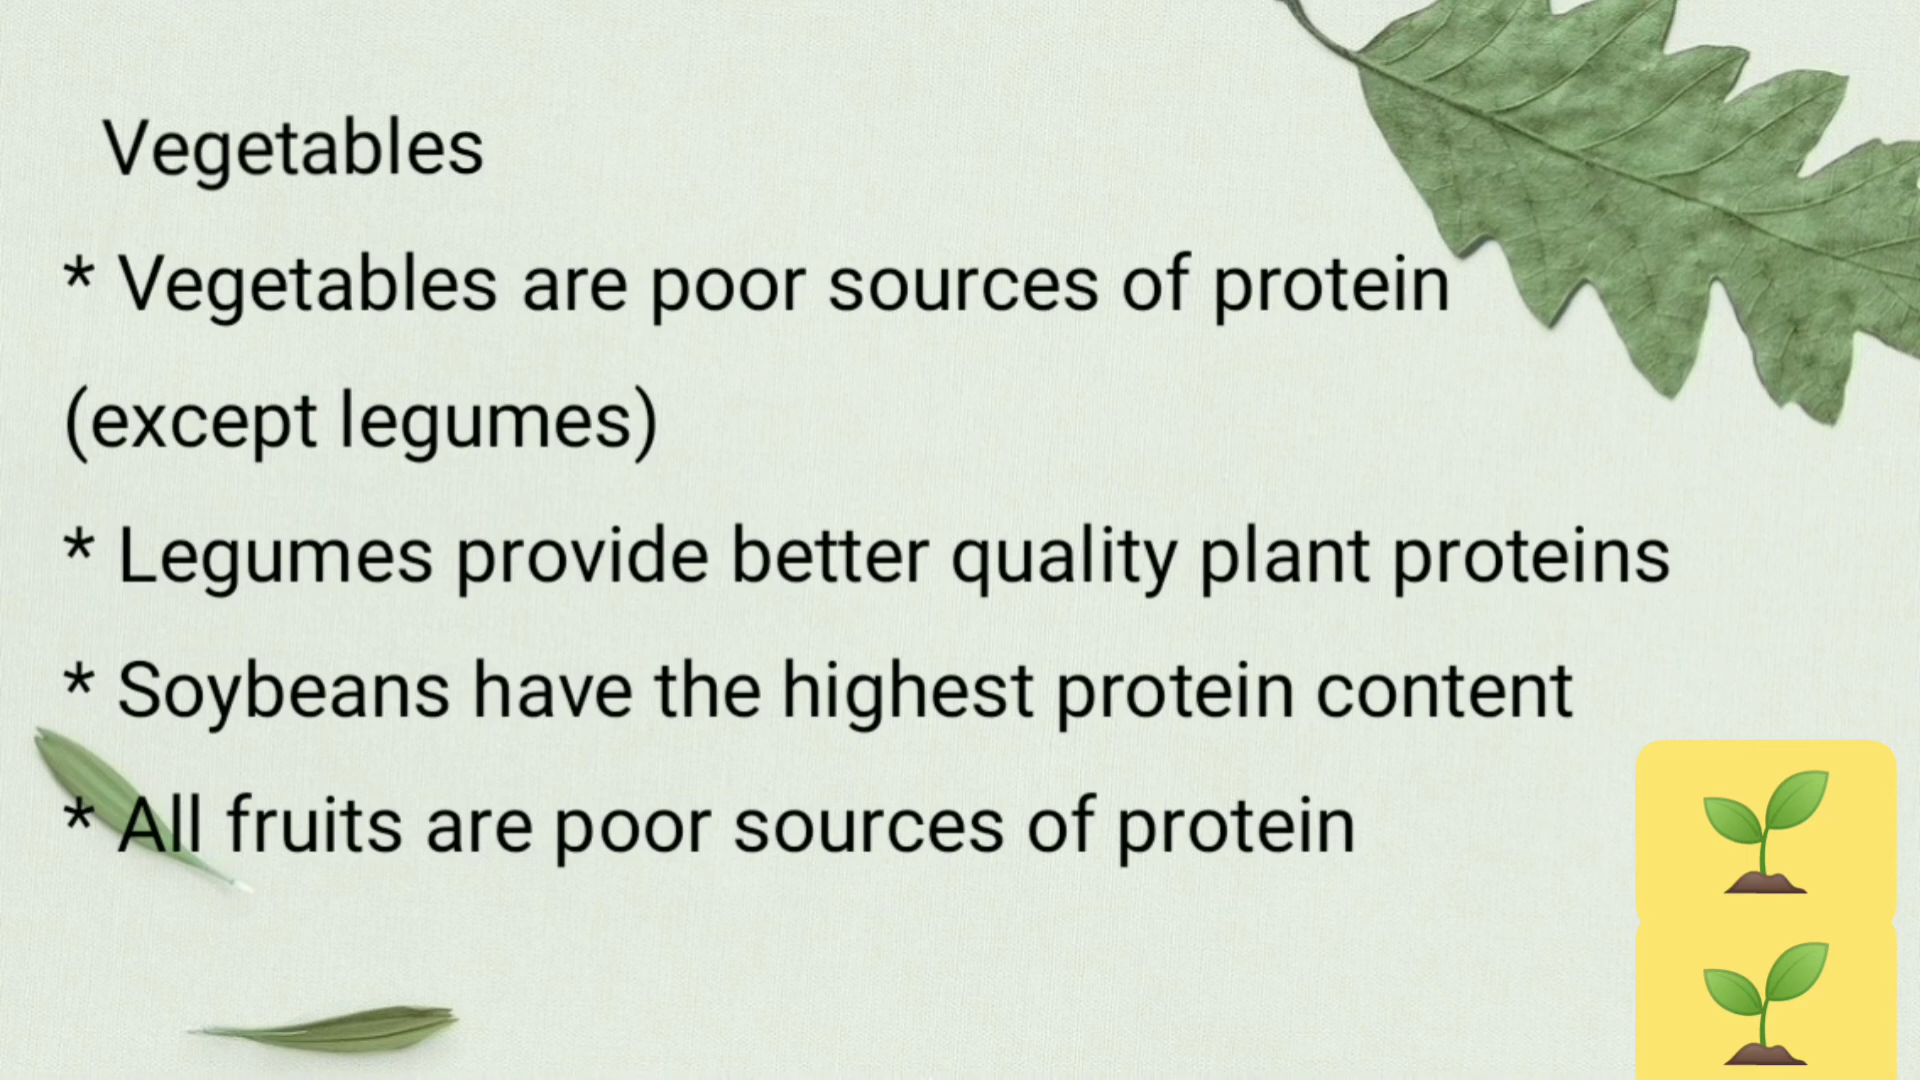 Vegetables
* Vegetables are poor sources of protein
(except legumes)
* Legumes provide better quality plant proteins
* Soybeans have the highest protein content
* All fruits are poor sources of protein